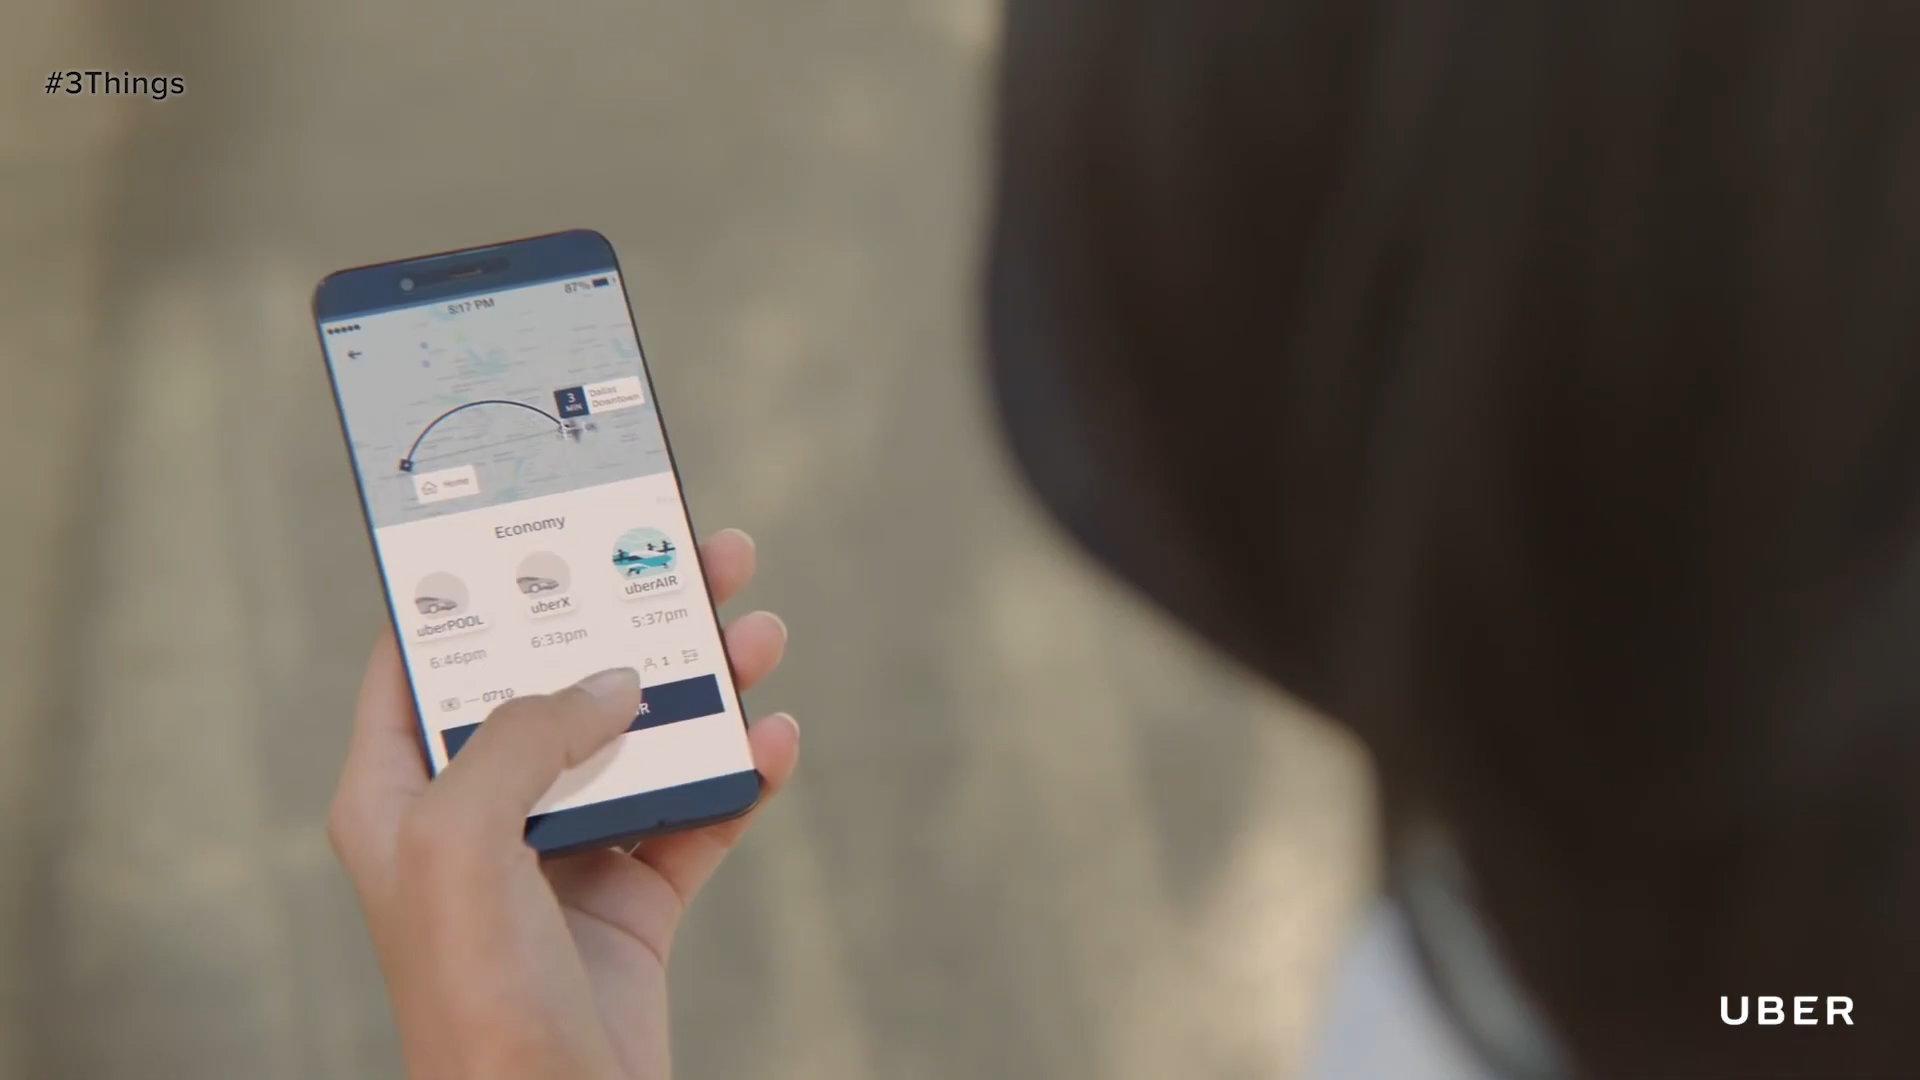 #3Things
5:17 PM
87%
3
MIN
Dallas
Downtown
Home
Economy
uberPOOL
uberX
uberAIR
6:46pm
6:33pm
5:37pm
1
0710
UBER